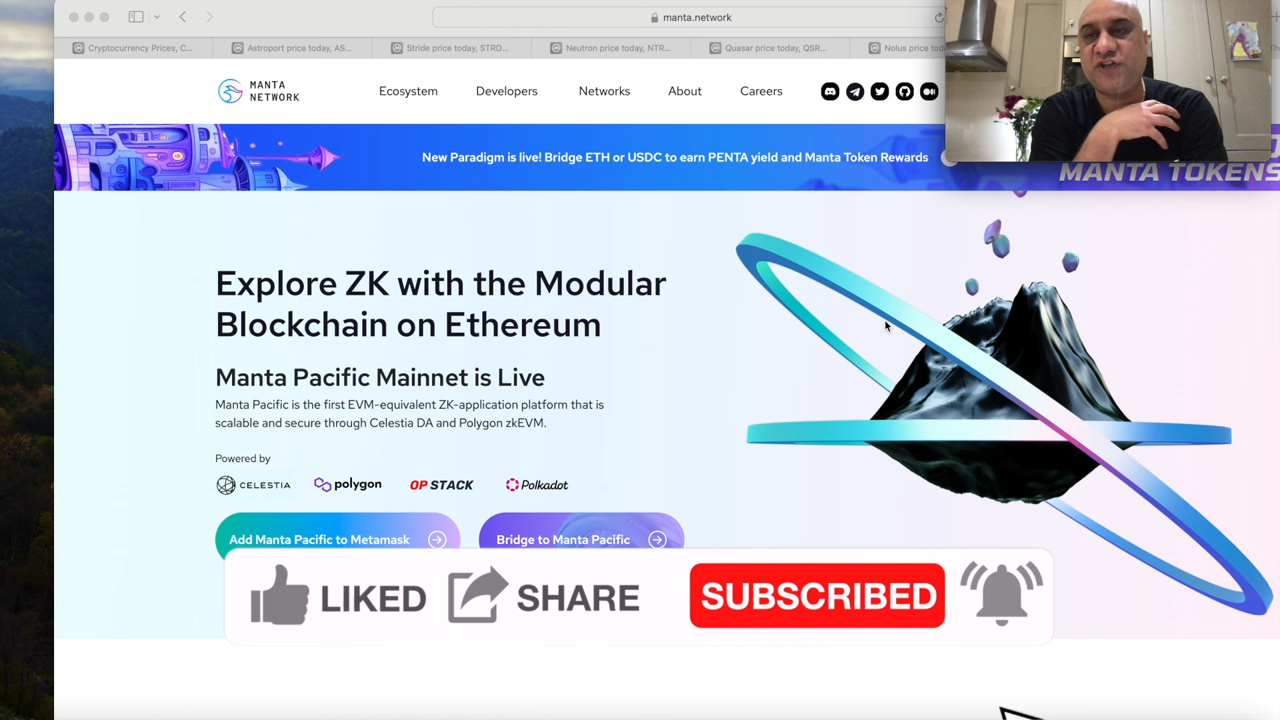 manta.network
Cryptocurrency Prices, C...
Astroport price today, AS...
Stride price today, STRD...
Neutron price today, NTR...
Quasar price today, QSR...
Nolus price toda
MANTA
NETWORK
Ecosystem
Developers
Networks
About
Careers
New Paradigm is live! Bridge ETH or USDC to earn PENTA yield and Manta Token Rewards
MANTA TOKENS
Explore ZK with the Modular
Blockchain on Ethereum
Manta Pacific Mainnet is Live
Manta Pacific is the first EVM-equivalent ZK-application platform that is
scalable and secure through Celestia DA and Polygon zkEVM.
Powered by
CELESTIA
polygon
OP STACK
Polkadot
Add Manta Pacific to Metamask
Bridge to Manta Pacific
LIKED
SHARE
SUBSCRIBED